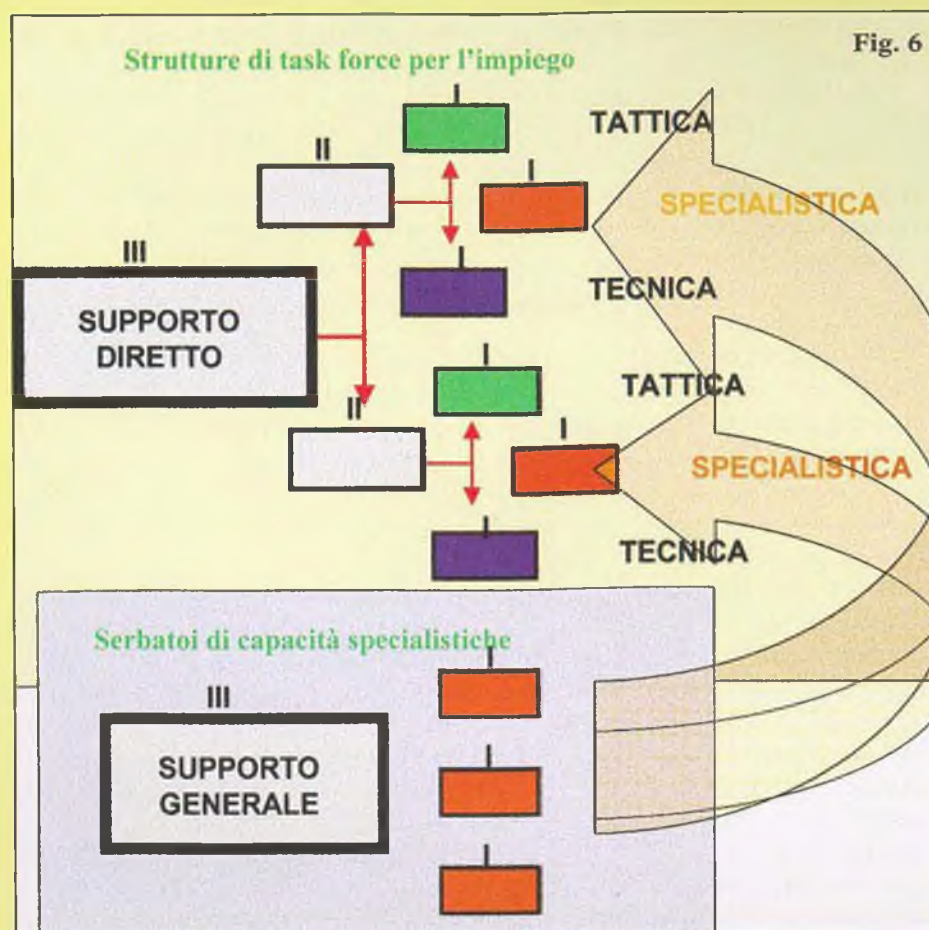 Fig. 6
Strutture di task force per l'impiego
I
TATTICA
II
I
SPECIALISTICA
III
I
TECNICA
SUPPORTO
DIRETTO
I
TATTICA
II
I
SPECIALISTICA
I
TECNICA
Serbatoi di capacità specialistiche
I
III
SUPPORTO
GENERALE
I
I